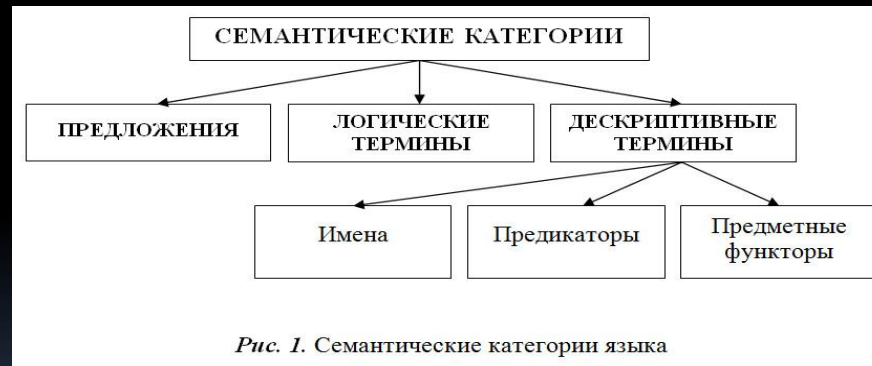 СЕМАНТИЧЕСКИЕ КАТЕГОРИИ
ПРЕДЛОЖЕНИЯ
ЛОГИЧЕСКИЕ
ТЕРМИНЫ
ДЕСКРИПТИВНЫЕ
ТЕРМИНЫ
Имена
Предикаторы
Предметные
функторы
Рис. 1. Семантические категории языка